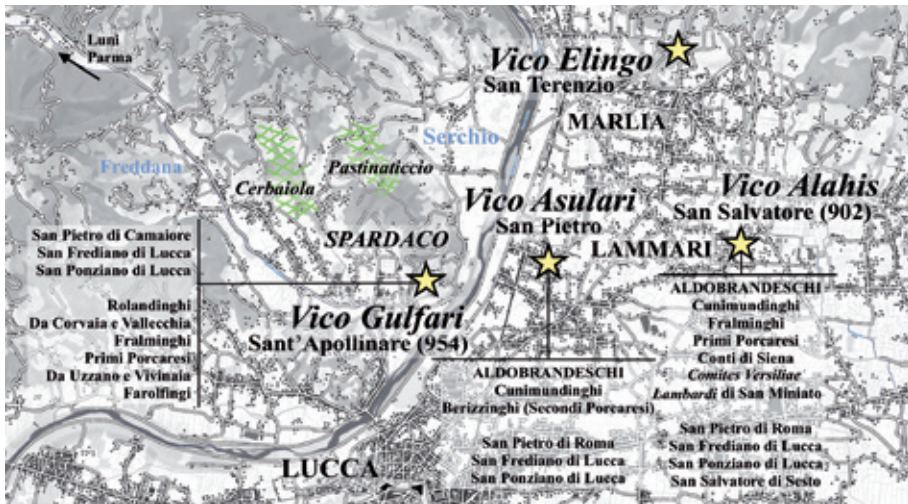 Luni
Parma
Vico Elingo
San Terenzio
MARLIA
Freddana
Serchio
Cerbaiola
Pastinaticcio
Vico Asulari
San Pietro
Vico Alahis
San Salvatore (902)
SPARDACO
LAMMARI
San Pietro di Camaiore
San Frediano di Lucca
San Ponziano di Lucca
Rolandinghi
Da Corvaia e Vallecchia
Fralminghi
Primi Porcaresi
Da Uzzano e Vivinaia
Farolfingi
Vico Gulfari
Sant'Apollinare (954)
ALDOBRANDESCHI
Cunimundinghi
Berizzinghi (Secondi Porcaresi)
San Pietro di Roma
San Frediano di Lucca
San Ponziano di Lucca
ALDOBRANDESCHI
Cunimundinghi
Fralminghi
Primi Porcaresi
Conti di Siena
Comites Versiliae
Lambardi di San Miniato
San Pietro di Roma
San Frediano di Lucca
San Ponziano di Lucca
San Salvatore di Sesto
LUCCA